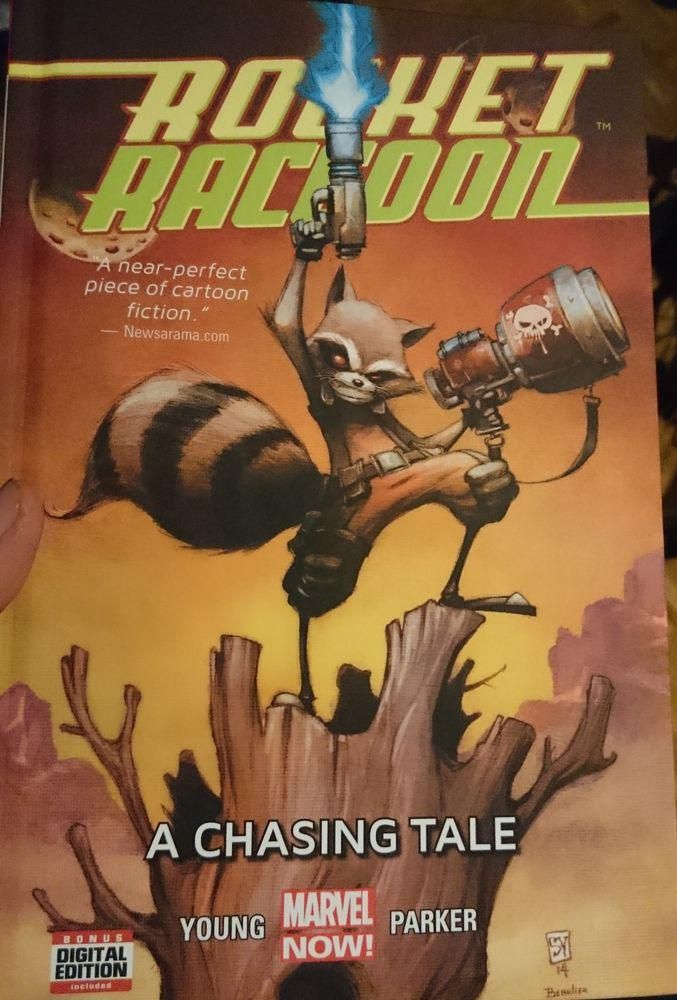 ROCKET
RACCOON
TM
"A near-perfect
piece of cartoon
fiction."
— Newsarama.com
A CHASING TALE
YOUNG MARVEL NOW! PARKER
BONUS
DIGITAL
EDITION
included
SY
14
BEAULIEU